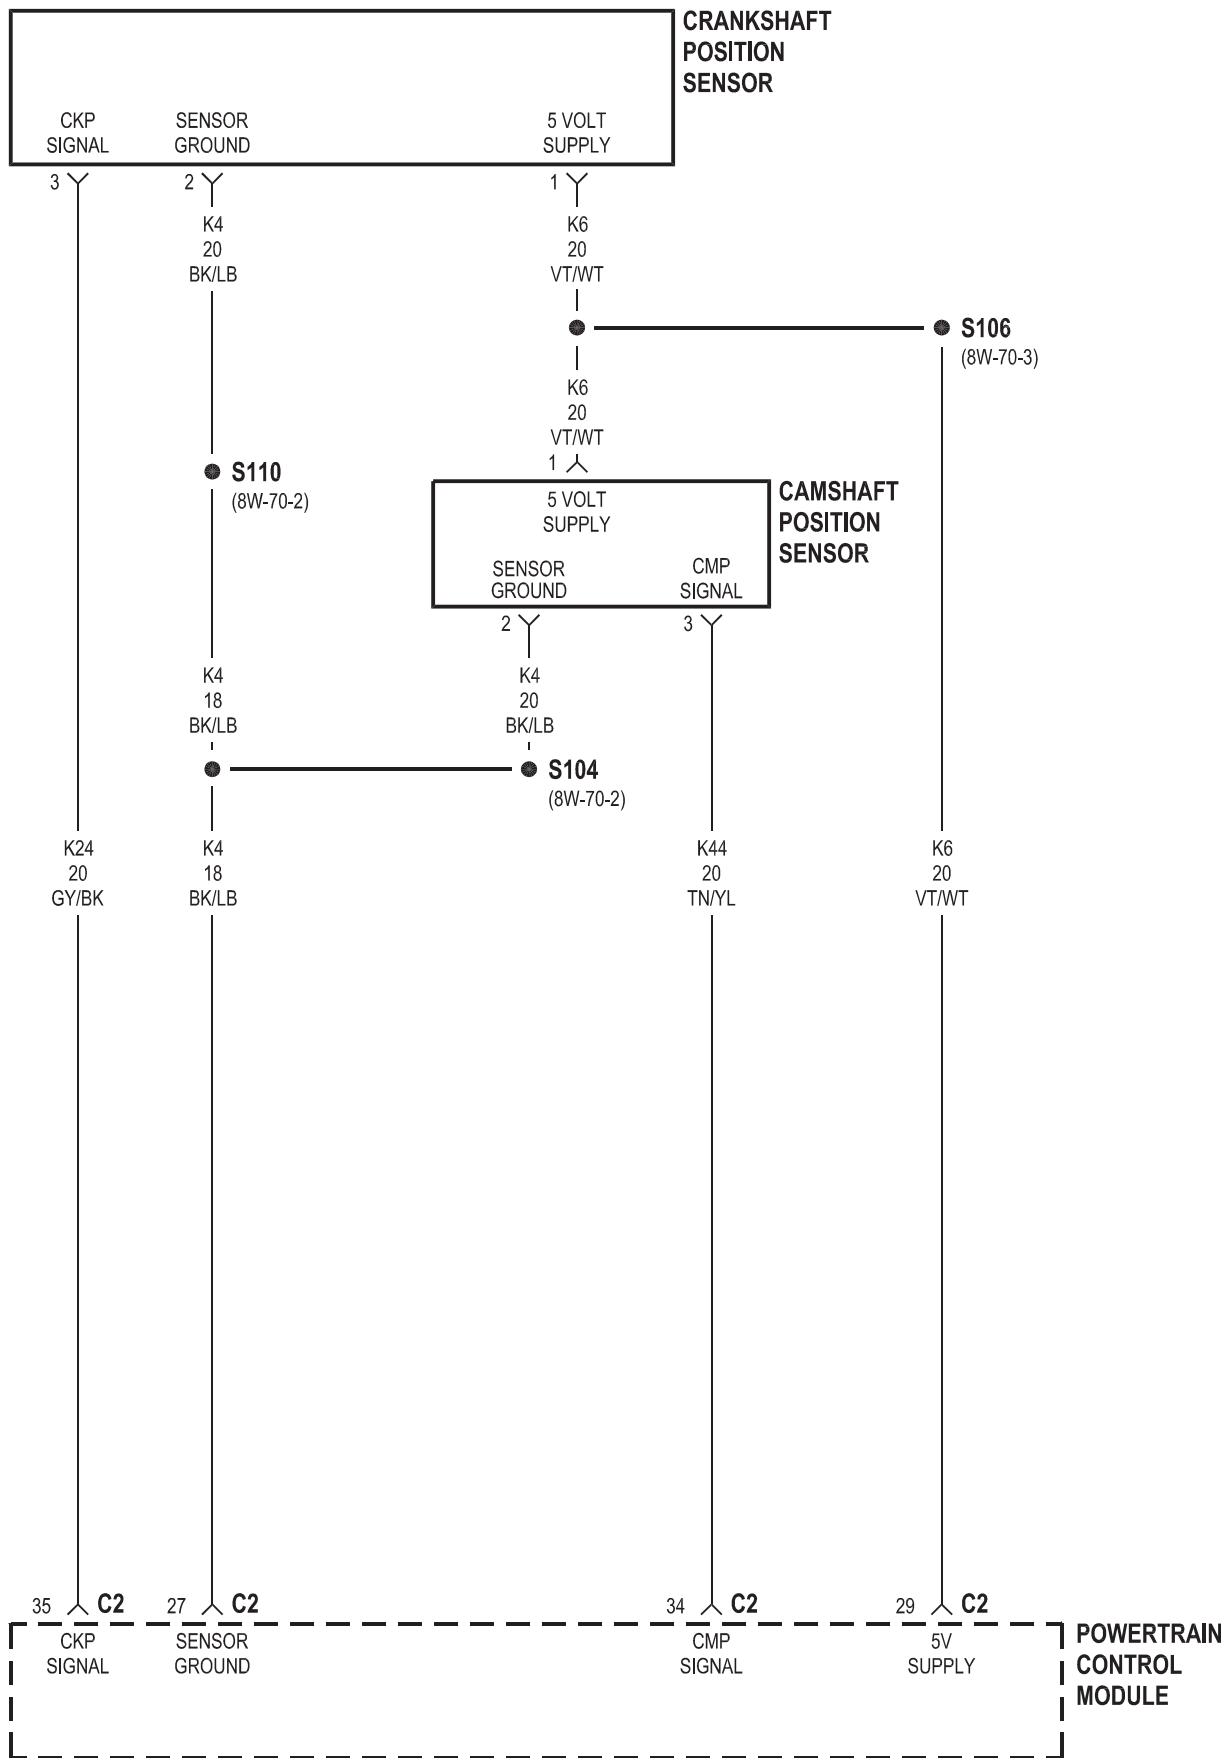 CRANKSHAFT
POSITION
SENSOR
CKP
SIGNAL
SENSOR
GROUND
5 VOLT
SUPPLY
3
2
1
K4
20
BK/LB
K6
20
VT/WT
S106
(8W-70-3)
K6
20
VT/WT
1
S110
(8W-70-2)
CAMSHAFT
POSITION
SENSOR
5 VOLT
SUPPLY
SENSOR
GROUND
CMP
SIGNAL
2
3
K4
18
BK/LB
K4
20
BK/LB
S104
(8W-70-2)
K24
20
GY/BK
K4
18
BK/LB
K44
20
TN/YL
K6
20
VT/WT
35 C2
27 C2
34 C2
29 C2
CKP
SIGNAL
SENSOR
GROUND
CMP
SIGNAL
5V
SUPPLY
POWERTRAIN
CONTROL
MODULE